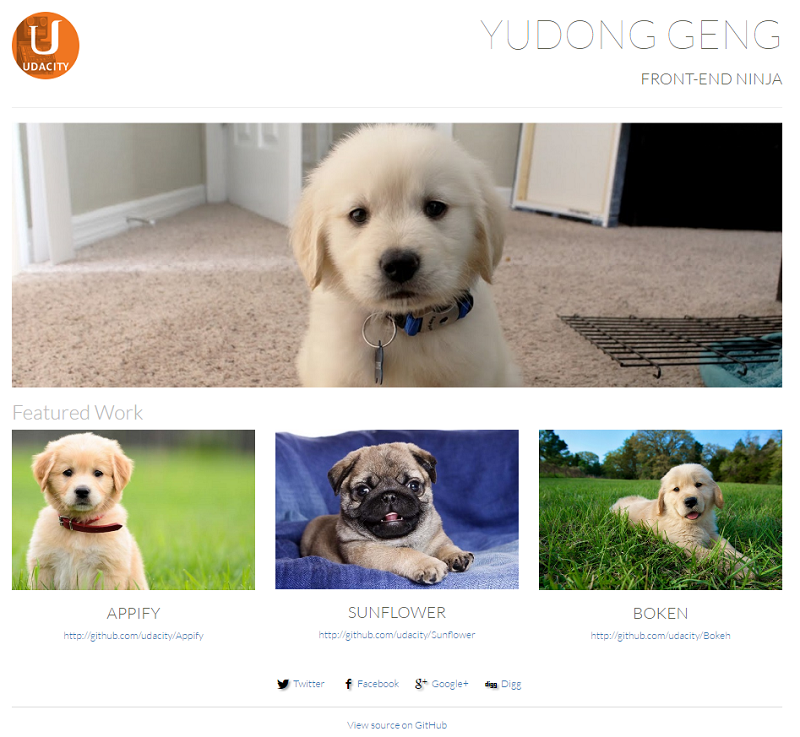 UDACITY
YUDONG GENG
FRONT-END NINJA
Featured Work
APPIFY
http://github.com/udacity/Appify
SUNFLOWER
http://github.com/udacity/Sunflower
BOKEN
http://github.com/udacity/Bokeh
Twitter Facebook Google+ Digg
View source on GitHub